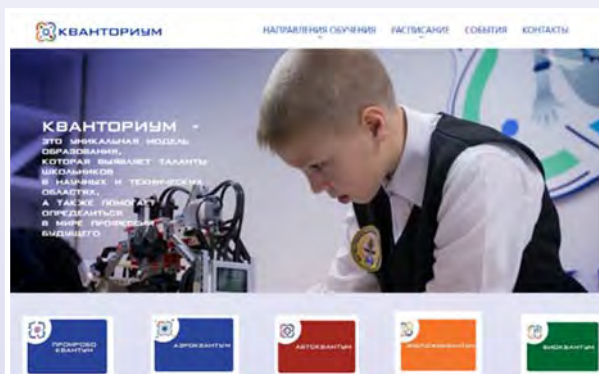 КВАНТОРИУМ
НАПРАВЛЕНИЯ ОБУЧЕНИЯ РАСПИСАНИЕ СОБЫТИЯ КОНТАКТЫ
КВАНТОРИУМ -
ЭТО УНИКАЛЬНАЯ МОДЕЛЬ
ОБРАЗОВАНИЯ,
КОТОРАЯ ВЫЯВЛЯЕТ ТАЛАНТЫ
ШКОЛЬНИКОВ
В НАУЧНЫХ И ТЕХНИЧЕСКИХ
ОБЛАСТЯХ,
А ТАКЖЕ ПОМОГАЕТ
ОПРЕДЕЛИТЬСЯ
В МИРЕ ПРОФЕССИЙ
БУДУЩЕГО
ПРОМРОБО
КВАНТУМ
АЭРОКВАНТУМ
АВТОКВАНТУМ
БИОКВАНТУМ